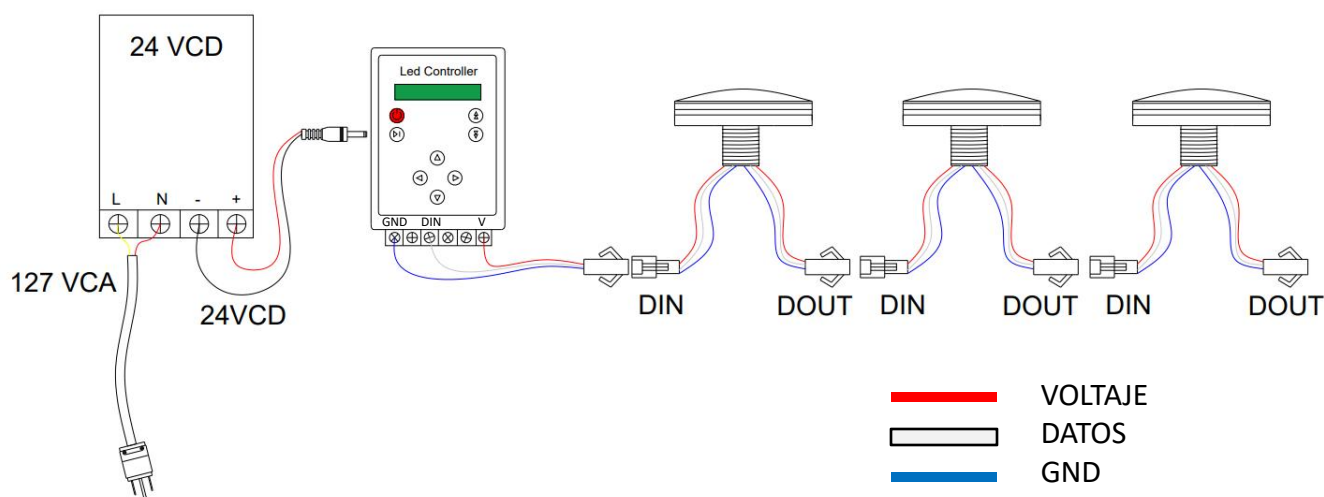 24 VCD
L N - +
127 VCA
24VCD
Led Controller
GND DIN V
DIN DOUT DIN DOUT DIN DOUT
VOLTAJE
DATOS
GND